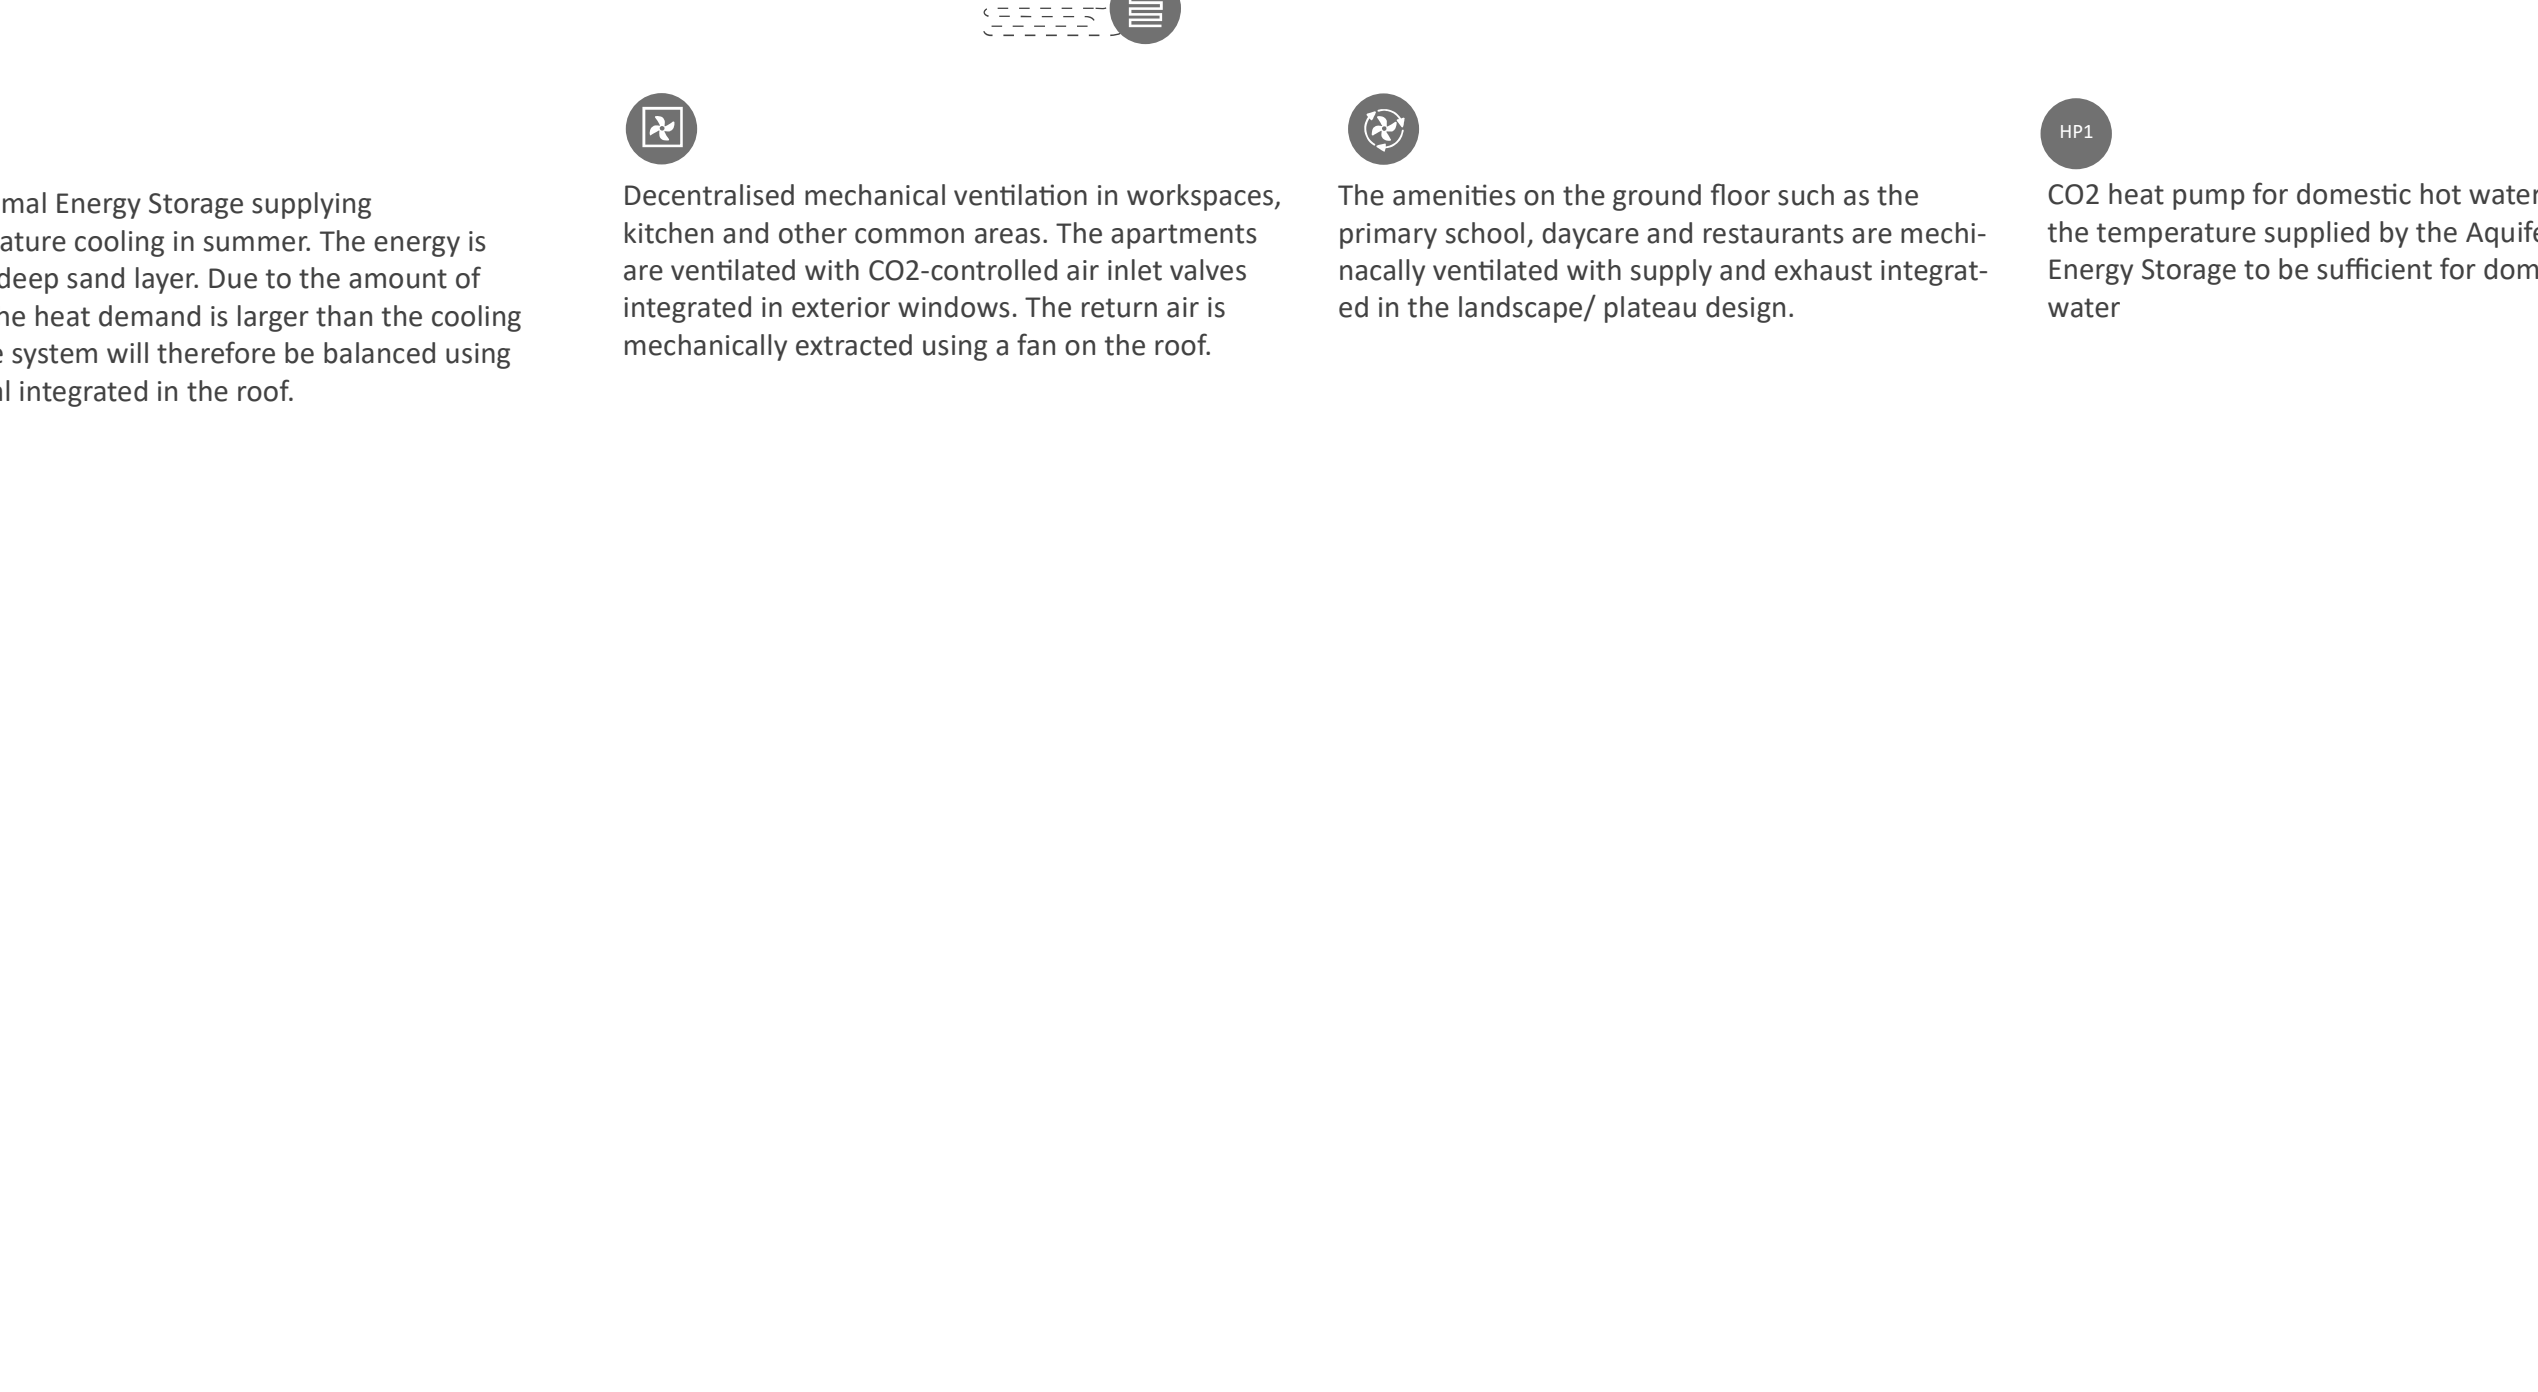 mal Energy Storage supplying
ature cooling in summer. The energy is
deep sand layer. Due to the amount of
he heat demand is larger than the cooling
e system will therefore be balanced using
al integrated in the roof.
Decentralised mechanical ventilation in workspaces,
kitchen and other common areas. The apartments
are ventilated with CO2-controlled air inlet valves
integrated in exterior windows. The return air is
mechanically extracted using a fan on the roof.
The amenities on the ground floor such as the
primary school, daycare and restaurants are mechi-
nacally ventilated with supply and exhaust integrat-
ed in the landscape/ plateau design.
HP1
CO2 heat pump for domestic hot water
the temperature supplied by the Aquife
Energy Storage to be sufficient for dom
water